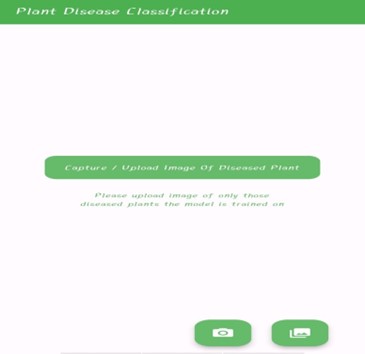 Plant Disease Classification
Capture / Upload Image Of Diseased Plant
Please upload image of only those
diseased plants the model is trained on